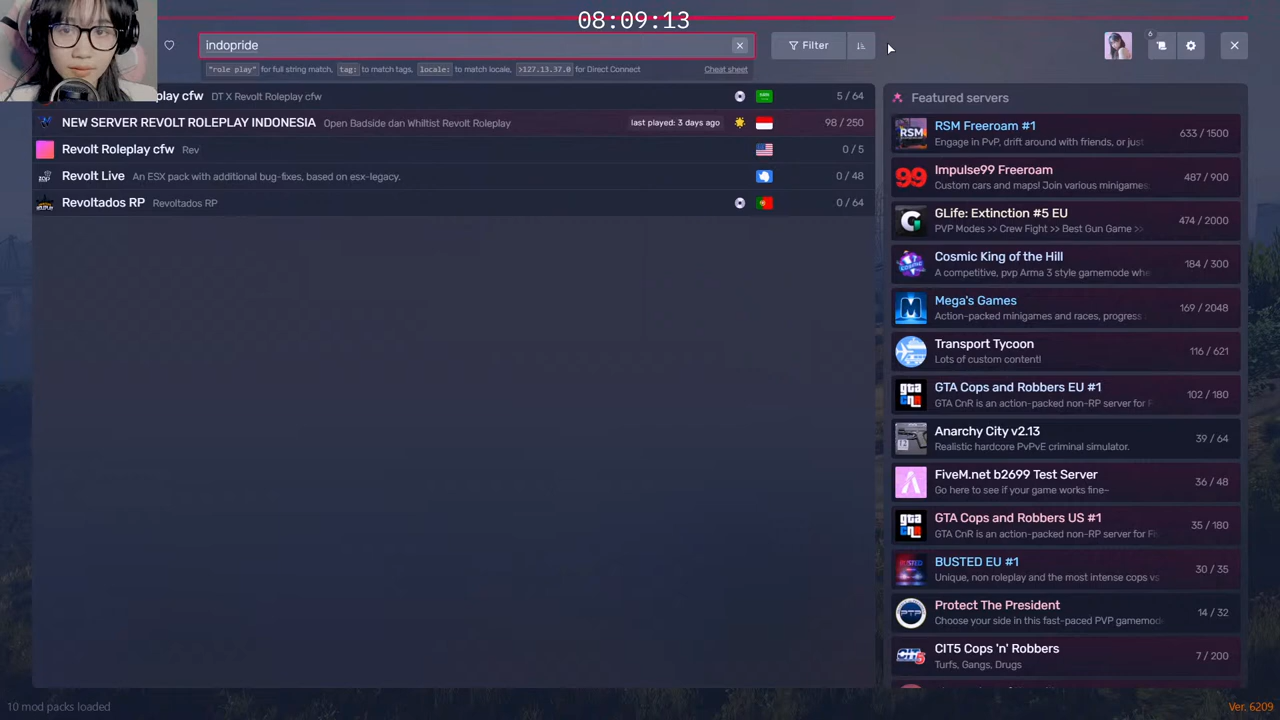 08:09:13
indopride
Filter
6
"role play" for full string match, tag: to match tags, locale: to match locale, >127.13.37.0 for Direct Connect
Cheat sheet
play cfw DT X Revolt Roleplay cfw 5 / 64
NEW SERVER REVOLT ROLEPLAY INDONESIA Open Badside dan Whiltist Revolt Roleplay last played: 3 days ago 98 / 250
Revolt Roleplay cfw Rev 0 / 5
Revolt Live An ESX pack with additional bug-fixes, based on esx-legacy. 0 / 48
Revoltados RP Revoltados RP 0 / 64
Featured servers
RSM
RSM Freeroam #1
Engage in PvP, drift around with friends, or just
633 / 1500
99
Impulse99 Freeroam
Custom cars and maps! Join various minigames:
487 / 900
GLife: Extinction #5 EU
PVP Modes >> Crew Fight >> Best Gun Game >>
474 / 2000
Cosmic King of the Hill
A competitive, pvp Arma 3 style gamemode whe
184 / 300
M
Mega's Games
Action-packed minigames and races, progress
169 / 2048
Transport Tycoon
Lots of custom content!
116 / 621
gta
cnr
GTA Cops and Robbers EU #1
GTA CnR is an action-packed non-RP server for F
102 / 180
Anarchy City v2.13
Realistic hardcore PvPvE criminal simulator.
39 / 64
FiveM.net b2699 Test Server
Go here to see if your game works fine~
36 / 48
gta
cnr
GTA Cops and Robbers US #1
GTA CnR is an action-packed non-RP server for Fi
35 / 180
BUSTED
BUSTED EU #1
Unique, non roleplay and the most intense cops vs
30 / 35
PTP
Protect The President
Choose your side in this fast-paced PVP gamemod
14 / 32
CIT5
CIT5 Cops 'n' Robbers
Turfs, Gangs, Drugs
7 / 200
10 mod packs loaded
Ver. 6209